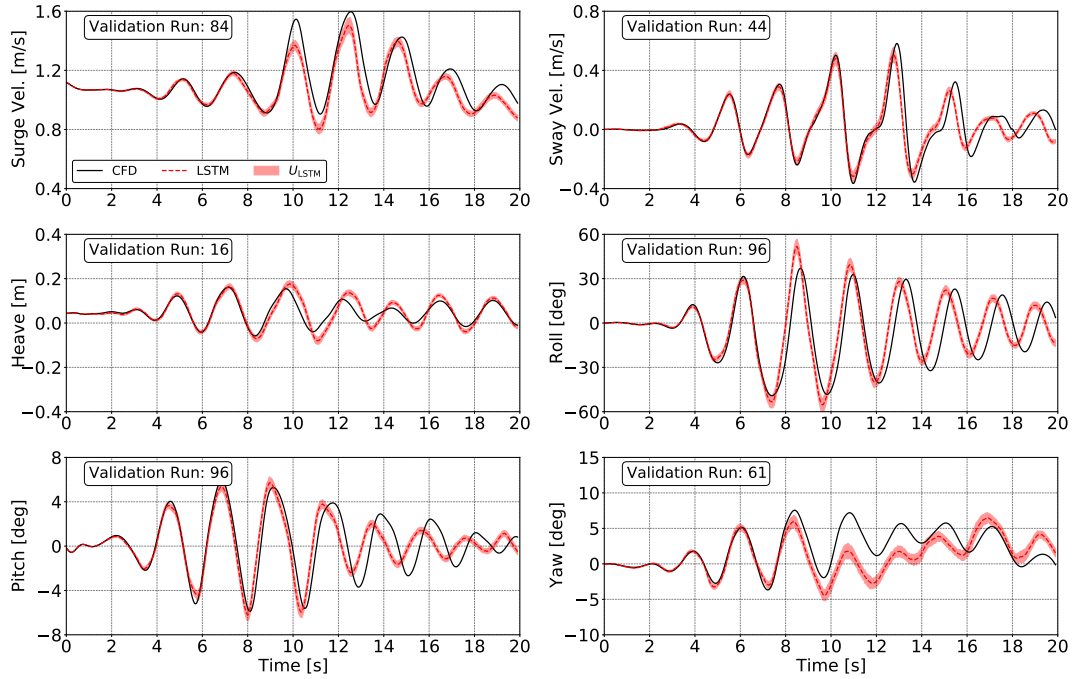 Validation Run: 84
Surge Vel. [m/s]
1.6
1.2
0.8
0.4
CFD LSTM U_LSTM
0 2 4 6 8 10 12 14 16 18 20
Validation Run: 44
Sway Vel. [m/s]
0.8
0.4
0.0
−0.4
0 2 4 6 8 10 12 14 16 18 20
Validation Run: 16
Heave [m]
0.4
0.2
0.0
−0.2
−0.4
0 2 4 6 8 10 12 14 16 18 20
Validation Run: 96
Roll [deg]
60
30
0
−30
−60
0 2 4 6 8 10 12 14 16 18 20
Validation Run: 96
Pitch [deg]
8
4
0
−4
−8
0 2 4 6 8 10 12 14 16 18 20
Time [s]
Validation Run: 61
Yaw [deg]
15
10
5
0
−5
−10
0 2 4 6 8 10 12 14 16 18 20
Time [s]